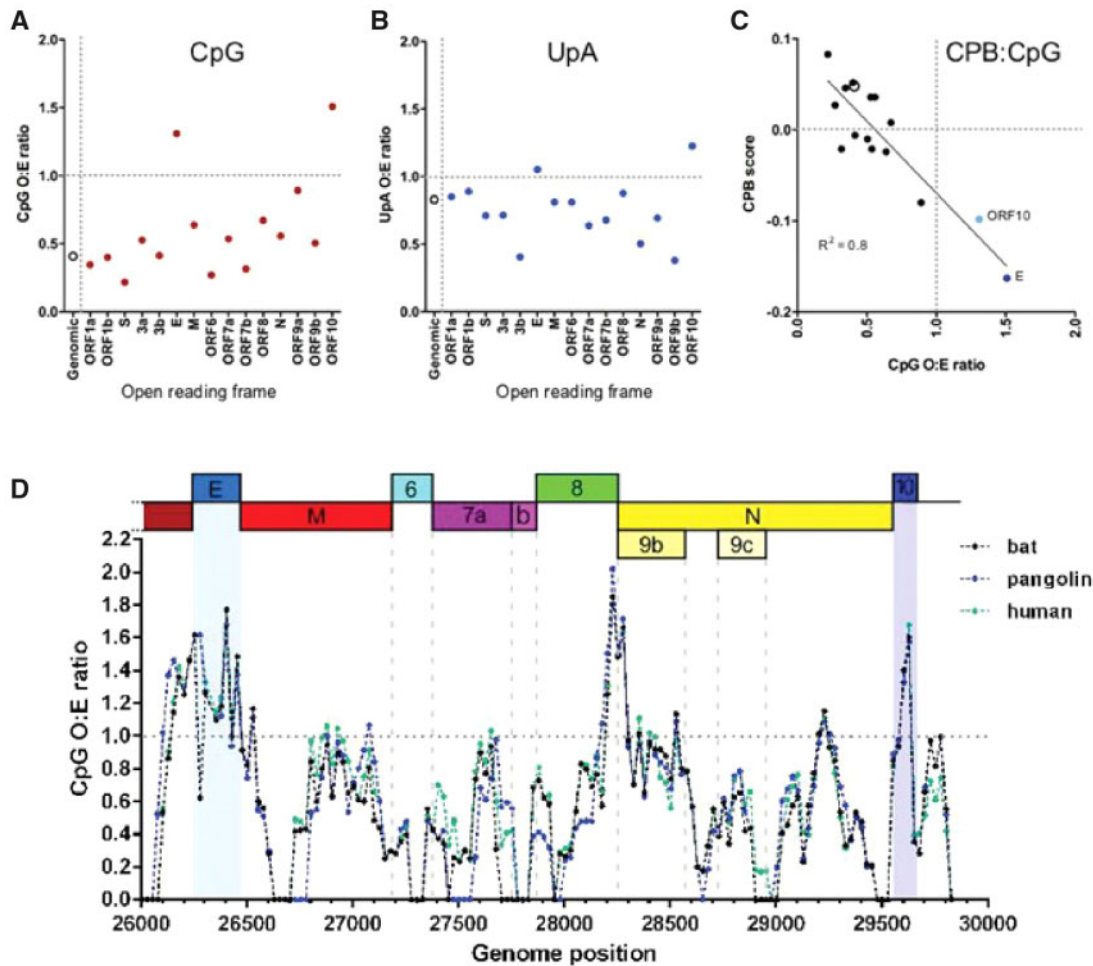 A
CpG
CpG O:E ratio
2.0
1.5
1.0
0.5
0.0
Genomic
ORF1a
ORF1b
S
3a
3b
E
M
ORF6
ORF7a
ORF7b
ORF8
N
ORF9a
ORF9b
ORF10
Open reading frame
B
UpA
UpA O:E ratio
2.0
1.5
1.0
0.5
0.0
Genomic
ORF1a
ORF1b
S
3a
3b
E
M
ORF6
ORF7a
ORF7b
ORF8
N
ORF9a
ORF9b
ORF10
Open reading frame
C
CPB:CpG
CPB score
0.1
0.0
-0.1
-0.2
ORF10
E
R² = 0.8
0.0
0.5
1.0
1.5
2.0
CpG O:E ratio
D
E
6
8
10
M
7a
b
N
9b
9c
CpG O:E ratio
2.2
2.0
1.8
1.6
1.4
1.2
1.0
0.8
0.6
0.4
0.2
0.0
bat
pangolin
human
26000
26500
27000
27500
28000
28500
29000
29500
30000
Genome position